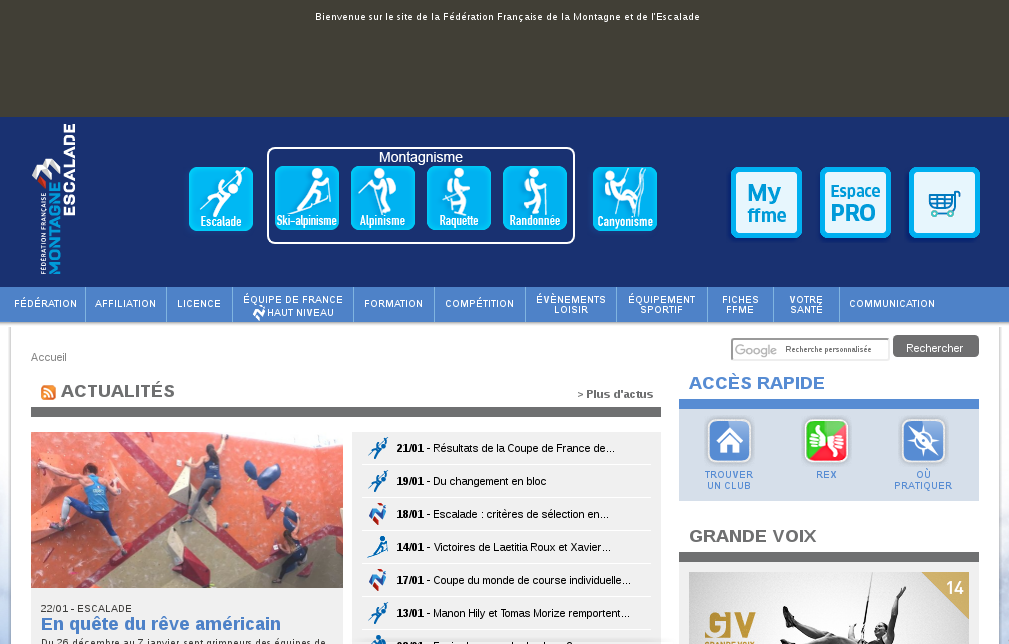 Bienvenue sur le site de la Fédération Française de la Montagne et de l'Escalade
FÉDÉRATION FRANÇAISE
MONTAGNE
ESCALADE
Escalade
Montagnisme
Ski-alpinisme
Alpinisme
Raquette
Randonnée
Canyonisme
My
ffme
Espace
PRO
FÉDÉRATION
AFFILIATION
LICENCE
ÉQUIPE DE FRANCE
HAUT NIVEAU
FORMATION
COMPÉTITION
ÉVÈNEMENTS
LOISIR
ÉQUIPEMENT
SPORTIF
FICHES
FFME
VOTRE
SANTÉ
COMMUNICATION
Accueil
Google Recherche personnalisée
Rechercher
ACTUALITÉS
> Plus d'actus
22/01 - ESCALADE
En quête du rêve américain
Du 26 décembre au 7 janvier sept grimpeurs des équipes de
21/01 - Résultats de la Coupe de France de...
19/01 - Du changement en bloc
18/01 - Escalade : critères de sélection en...
14/01 - Victoires de Laetitia Roux et Xavier...
17/01 - Coupe du monde de course individuelle...
13/01 - Manon Hily et Tomas Morize remportent...
ACCÈS RAPIDE
TROUVER
UN CLUB
REX
OÙ
PRATIQUER
GRANDE VOIX
14
GV
GRANDE VOIX